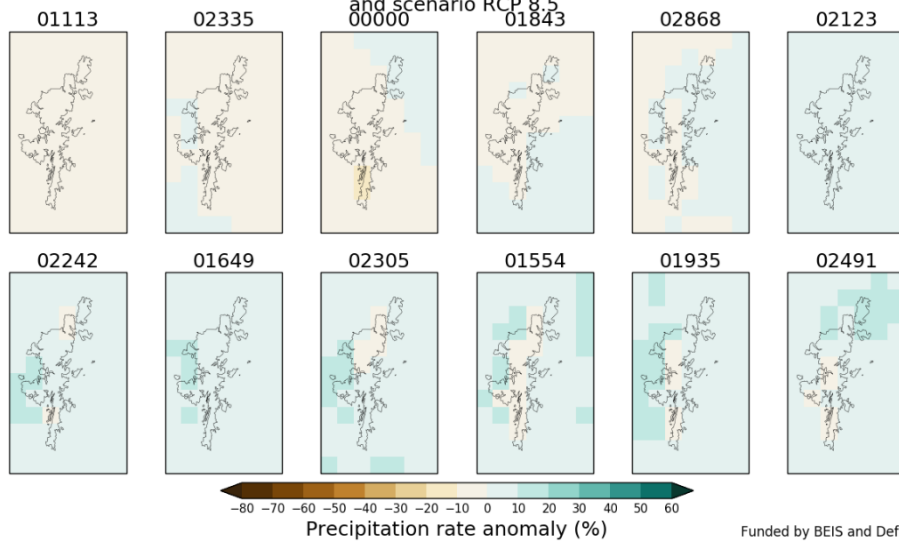 and scenario RCP 8.5
01113 02335 00000 01843 02868 02123
02242 01649 02305 01554 01935 02491
−80 −70 −60 −50 −40 −30 −20 −10 0 10 20 30 40 50 60
Precipitation rate anomaly (%)
Funded by BEIS and Def